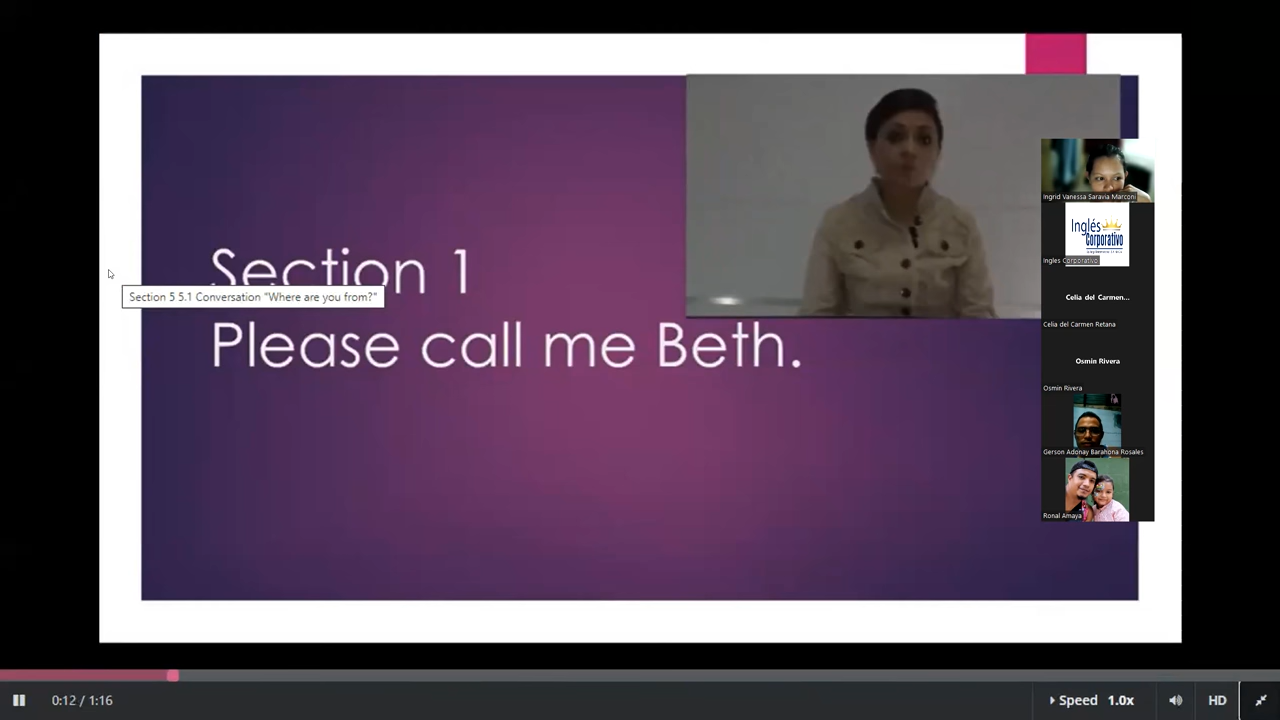 Section 1
Section 5 5.1 Conversation "Where are you from?"
Please call me Beth.
Ingrid Vanessa Saravia Marconi
Inglés
Corporativo
Ingles Corporativo
Celia del Carmen...
Celia del Carmen Retana
Osmin Rivera
Osmin Rivera
Gerson Adonay Barahona Rosales
Ronal Amaya
0:12 / 1:16
Speed 1.0x
HD